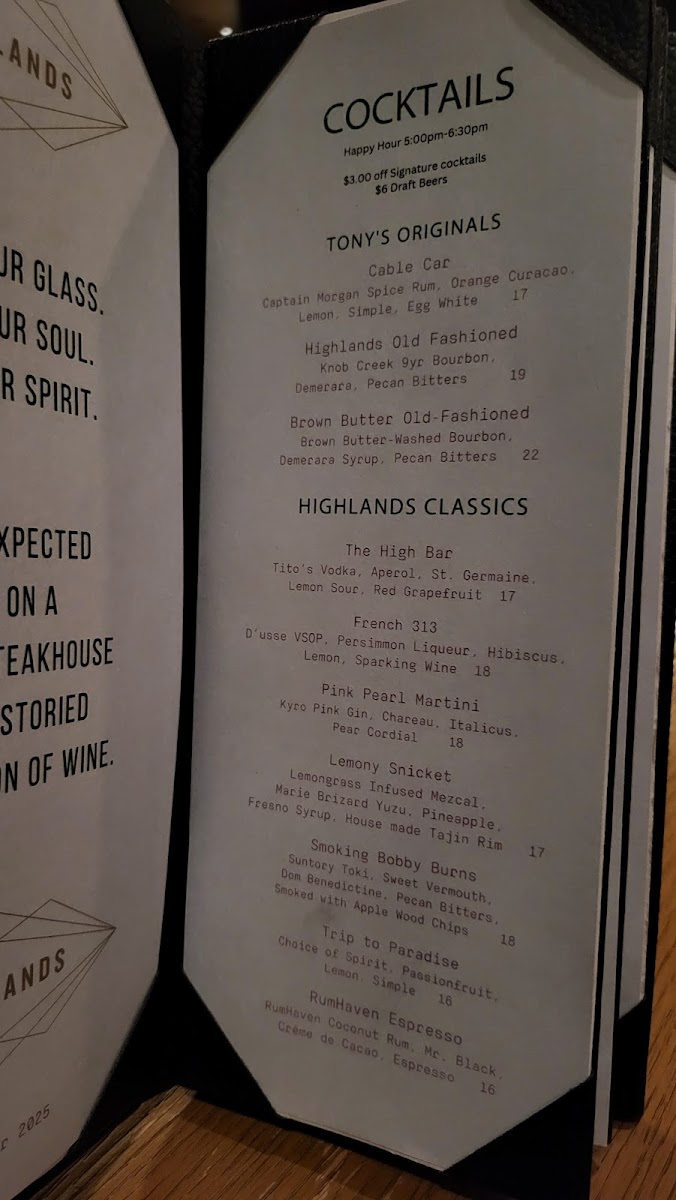 LANDS
UR GLASS.
UR SOUL.
R SPIRIT.
XPECTED
ON A
TEAKHOUSE
STORIED
ON OF WINE.
ANDS
r 2025
COCKTAILS
Happy Hour 5:00pm-6:30pm
$3.00 off Signature cocktails
$6 Draft Beers
TONY'S ORIGINALS
Cable Car
Captain Morgan Spice Rum, Orange Curacao,
Lemon, Simple, Egg White 17
Highlands Old Fashioned
Knob Creek 9yr Bourbon,
Demerara, Pecan Bitters 19
Brown Butter Old-Fashioned
Brown Butter-Washed Bourbon,
Demerara Syrup, Pecan Bitters 22
HIGHLANDS CLASSICS
The High Bar
Tito's Vodka, Aperol, St. Germaine,
Lemon Sour, Red Grapefruit 17
French 313
D'usse VSOP, Persimmon Liqueur, Hibiscus,
Lemon, Sparking Wine 18
Pink Pearl Martini
Kyro Pink Gin, Chareau, Italicus,
Pear Cordial 18
Lemony Snicket
Lemongrass Infused Mezcal,
Marie Brizard Yuzu, Pineapple,
Fresno Syrup, House made Tajin Rim 17
Smoking Bobby Burns
Suntory Toki, Sweet Vermouth,
Dom Benedictine, Pecan Bitters,
Smoked with Apple Wood Chips 18
Trip to Paradise
Choice of Spirit, Passionfruit,
Lemon, Simple 16
RumHaven Espresso
RumHaven Coconut Rum, Mr. Black,
Créme de Cacao, Espresso 16